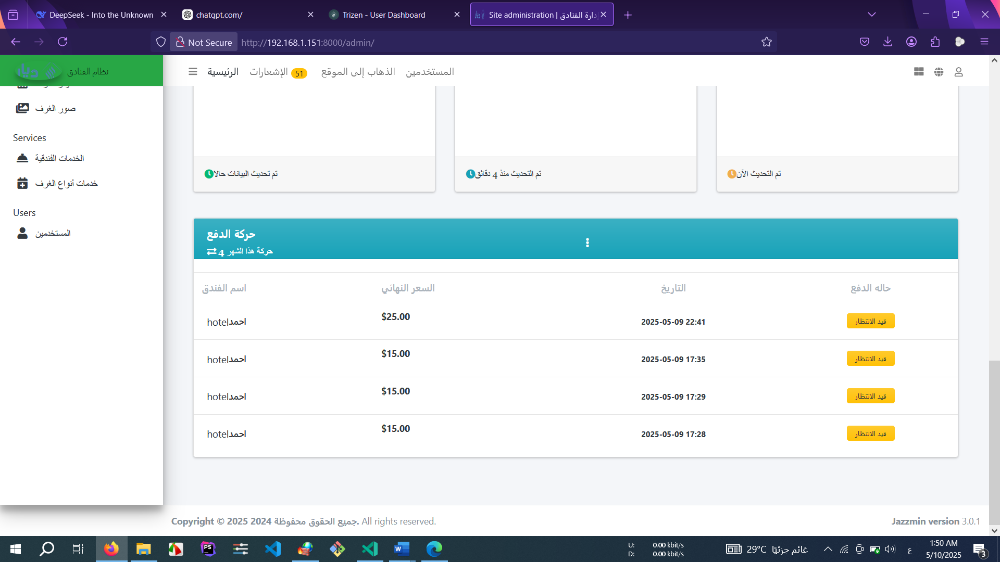 DeepSeek - Into the Unknown
chatgpt.com/
Trizen - User Dashboard
Site administration | إدارة الفنادق
Not Secure
http://192.168.1.151:8000/admin/
نظام الفنادق
الرئيسية
الإشعارات 51
الذهاب إلى الموقع
المستخدمين
صور الغرف
Services
الخدمات الفندقية
خدمات أنواع الغرف
Users
المستخدمين
تم تحديث البيانات حالا
تم التحديث منذ 4 دقائق
تم التحديث الآن
حركة الدفع
حركة هذا الشهر 4
اسم الفندق السعر النهائي التاريخ حاله الدفع
hotelاحمد $25.00 2025-05-09 22:41 قيد الانتظار
hotelاحمد $15.00 2025-05-09 17:35 قيد الانتظار
hotelاحمد $15.00 2025-05-09 17:29 قيد الانتظار
hotelاحمد $15.00 2025-05-09 17:28 قيد الانتظار
Copyright © 2025 2024 جميع الحقوق محفوظة. All rights reserved.
Jazzmin version 3.0.1
PS
W
U: 0.00 kbit/s
D: 0.00 kbit/s
29°C غائم جزئيًا
ع
1:50 AM
5/10/2025
3